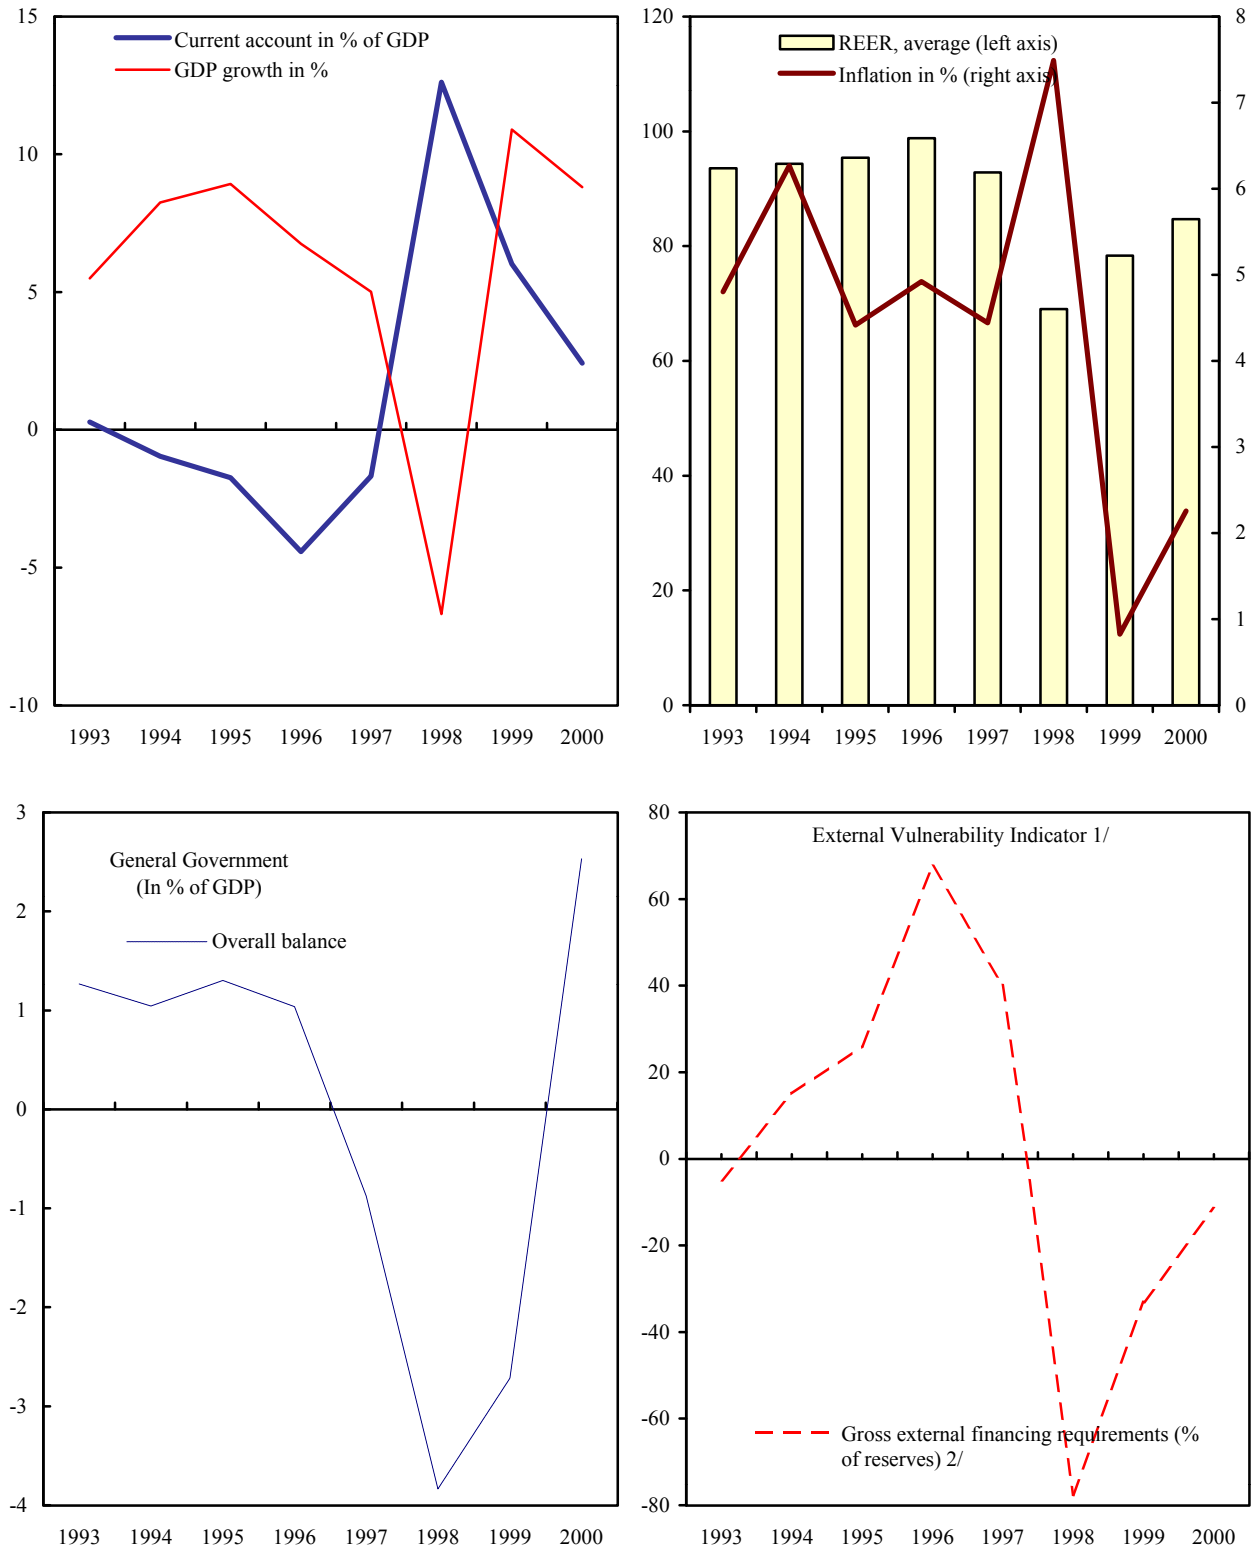 15
10
5
0
-5
-10
Current account in % of GDP
GDP growth in %
1993 1994 1995 1996 1997 1998 1999 2000
120
100
80
60
40
20
0
REER, average (left axis)
Inflation in % (right axis)
8
7
6
5
4
3
2
1
0
1993 1994 1995 1996 1997 1998 1999 2000
3
2
1
0
-1
-2
-3
-4
General Government
(In % of GDP)
Overall balance
1993 1994 1995 1996 1997 1998 1999 2000
80
60
40
20
0
-20
-40
-60
-80
External Vulnerability Indicator 1/
Gross external financing requirements (%
of reserves) 2/
1993 1994 1995 1996 1997 1998 1999 2000